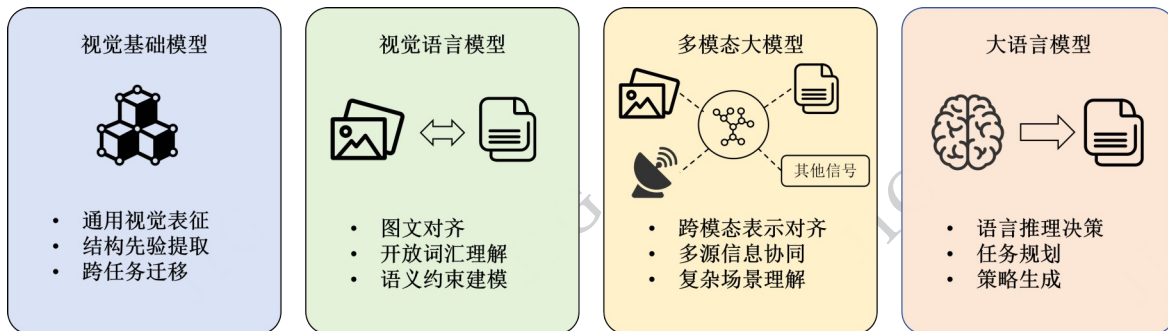 视觉基础模型
• 通用视觉表征
• 结构先验提取
• 跨任务迁移
视觉语言模型
• 图文对齐
• 开放词汇理解
• 语义约束建模
多模态大模型
其他信号
• 跨模态表示对齐
• 多源信息协同
• 复杂场景理解
大语言模型
• 语言推理决策
• 任务规划
• 策略生成